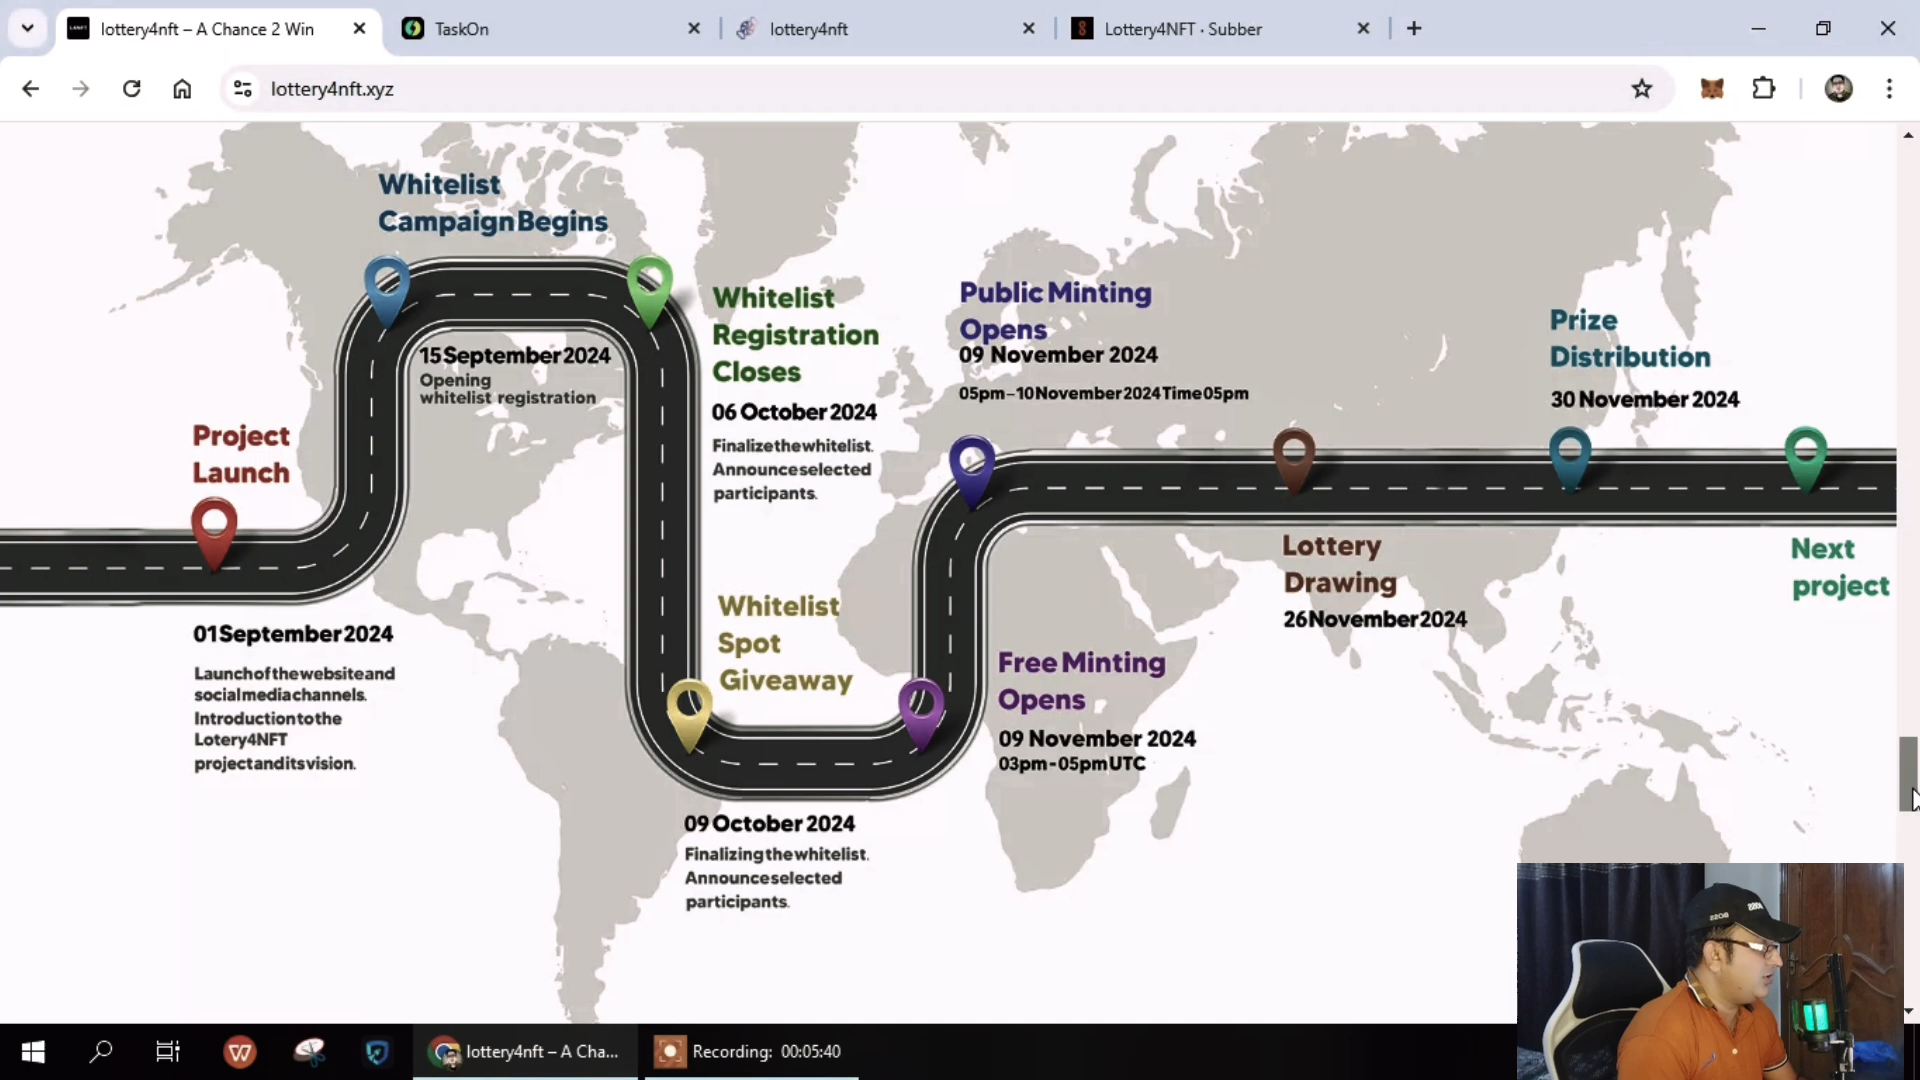 lottery4nft – A Chance 2 Win
TaskOn
lottery4nft
Lottery4NFT · Subber
lottery4nft.xyz
Whitelist
Campaign Begins
15 September 2024
Opening
whitelist registration
Project
Launch
01 September 2024
Launch of the website and
social media channels.
Introduction to the
Lotery4NFT
project and its vision.
Whitelist
Registration
Closes
06 October 2024
Finalize the whitelist.
Announce selected
participants.
Whitelist
Spot
Giveaway
09 October 2024
Finalizing the whitelist.
Announce selected
participants.
Public Minting
Opens
09 November 2024
05pm – 10 November 2024 Time 05pm
Free Minting
Opens
09 November 2024
03pm - 05pm UTC
Lottery
Drawing
26 November 2024
Prize
Distribution
30 November 2024
Next
project
2208
2208
lottery4nft – A Cha...
Recording: 00:05:40